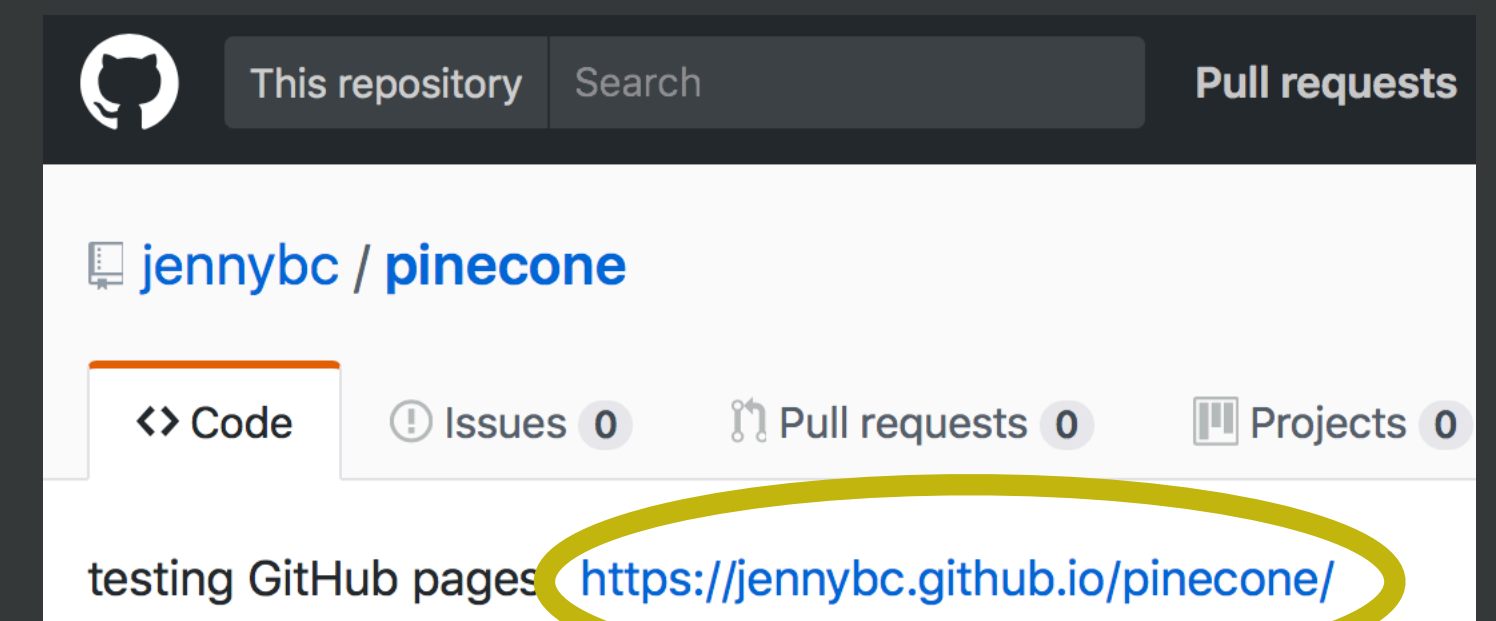 This repository Search Pull requests
jennybc / pinecone
<> Code Issues 0 Pull requests 0 Projects 0
testing GitHub pages https://jennybc.github.io/pinecone/